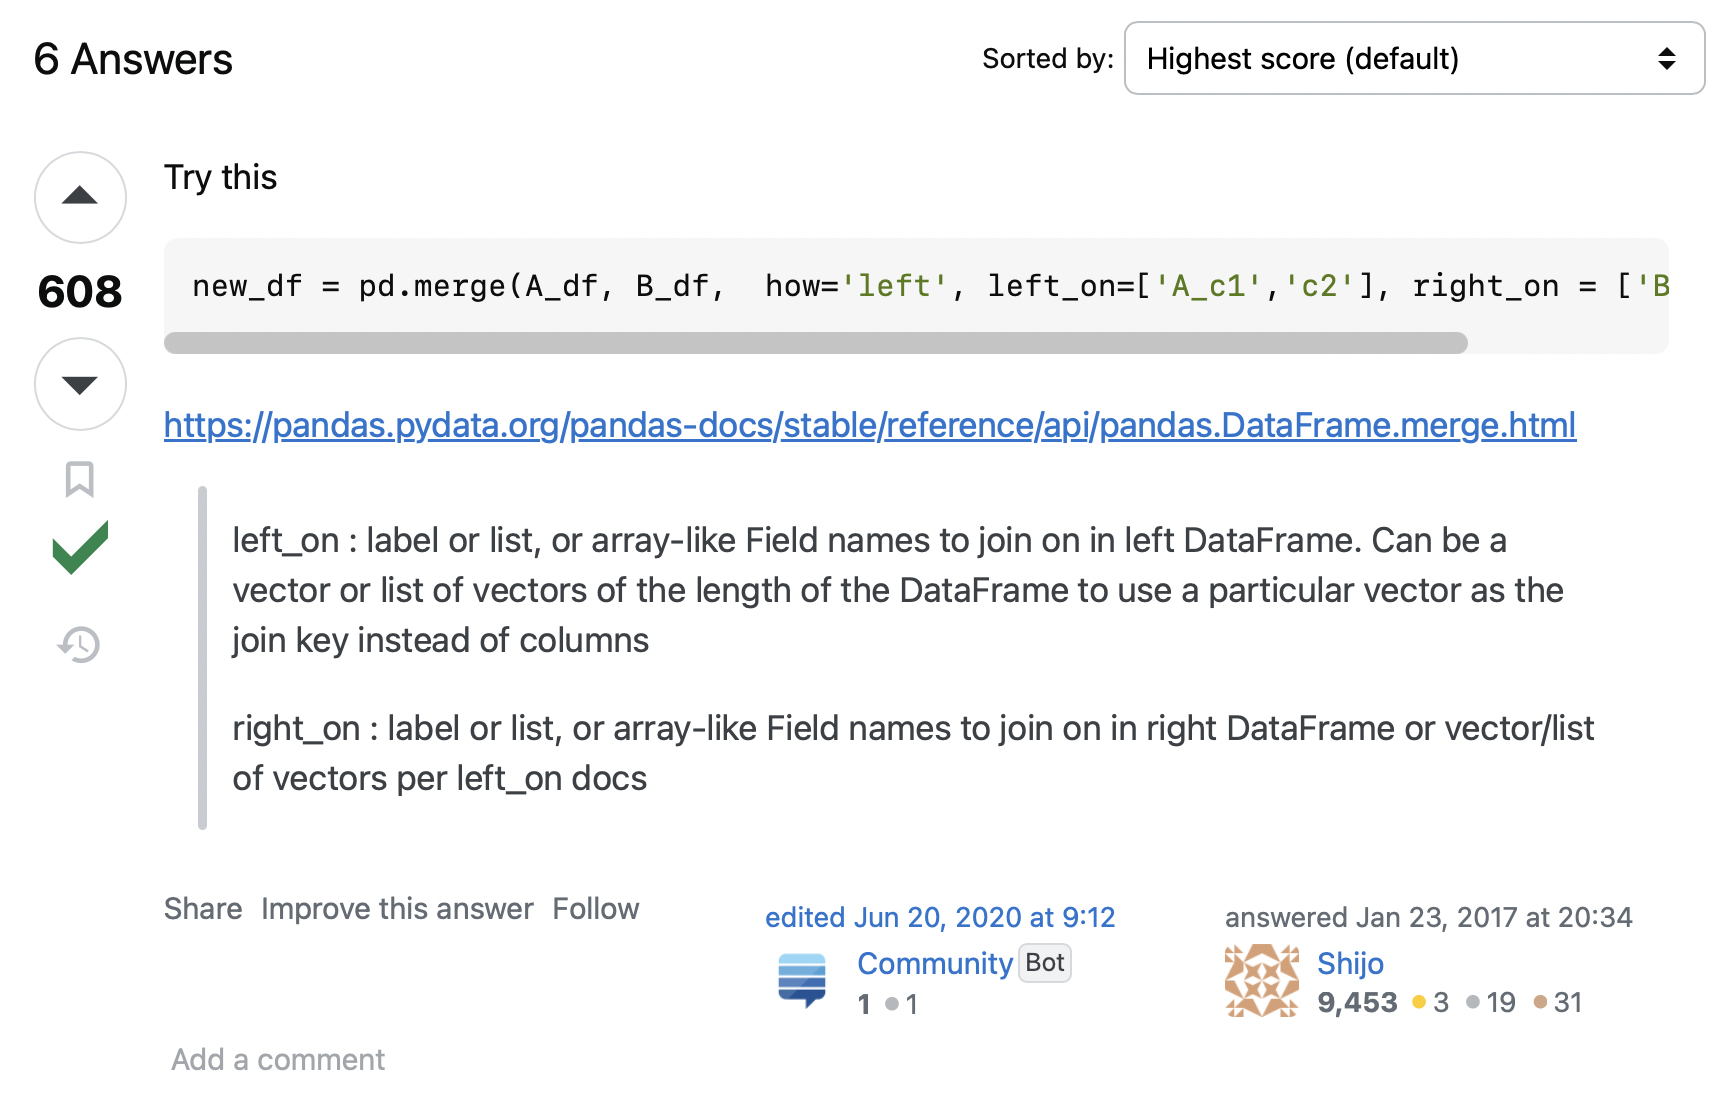 6 Answers
Sorted by: Highest score (default)
Try this
608
new_df = pd.merge(A_df, B_df,  how='left', left_on=['A_c1','c2'], right_on = ['B
https://pandas.pydata.org/pandas-docs/stable/reference/api/pandas.DataFrame.merge.html
left_on : label or list, or array-like Field names to join on in left DataFrame. Can be a
vector or list of vectors of the length of the DataFrame to use a particular vector as the
join key instead of columns
right_on : label or list, or array-like Field names to join on in right DataFrame or vector/list
of vectors per left_on docs
Share Improve this answer Follow
edited Jun 20, 2020 at 9:12
Community Bot
1 1
answered Jan 23, 2017 at 20:34
Shijo
9,453 3 19 31
Add a comment